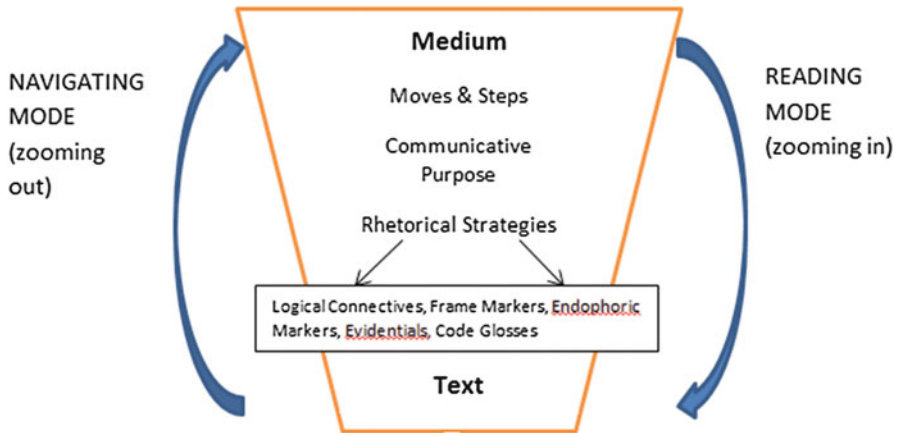 Medium
NAVIGATING
MODE
(zooming
out)
READING
MODE
(zooming in)
Moves & Steps
Communicative
Purpose
Rhetorical Strategies
Logical Connectives, Frame Markers, Endophoric
Markers, Evidentials, Code Glosses
Text